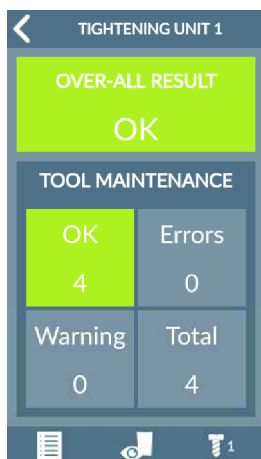 TIGHTENING UNIT 1
OVER-ALL RESULT
OK
TOOL MAINTENANCE
OK Errors
4 0
Warning Total
0 4
1